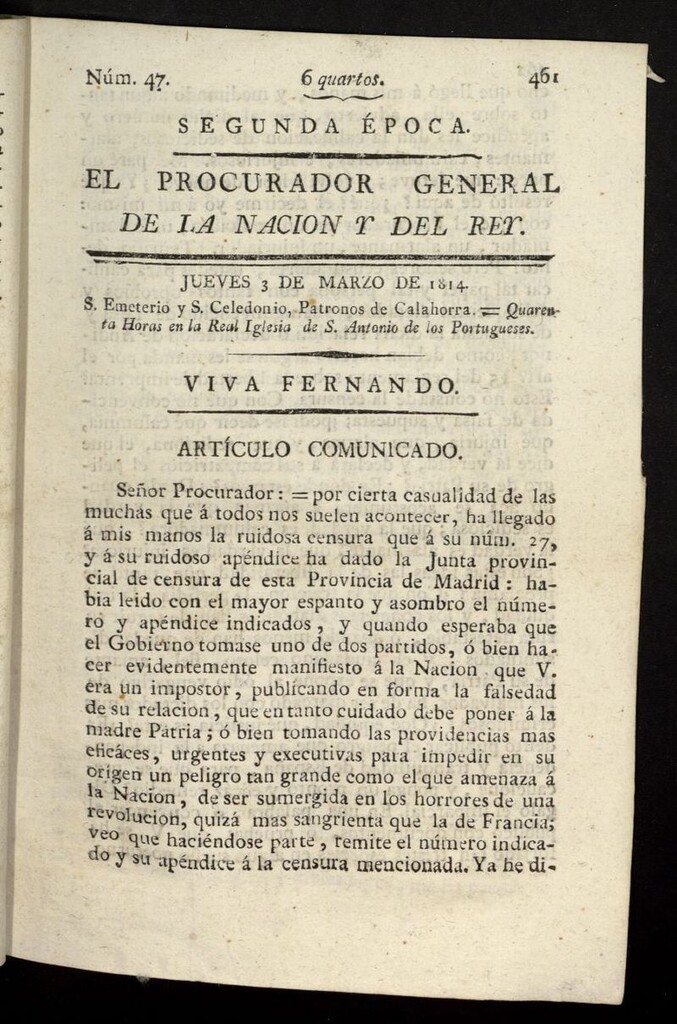 Núm. 47. 6 quartos. 461
SEGUNDA ÉPOCA.
EL PROCURADOR GENERAL
DE LA NACION Y DEL REY.
JUEVES 3 DE MARZO DE 1814.
S. Emeterio y S. Celedonio, Patronos de Calahorra. = Quaren-
ta Horas en la Real Iglesia de S. Antonio de los Portugueses.
VIVA FERNANDO.
ARTÍCULO COMUNICADO.
Señor Procurador: = por cierta casualidad de las
muchas que á todos nos suelen acontecer, ha llegado
á mis manos la ruidosa censura que á su núm. 27,
y á su ruidoso apéndice ha dado la Junta provin-
cial de censura de esta Provincia de Madrid: ha-
bia leido con el mayor espanto y asombro el núme-
ro y apéndice indicados, y quando esperaba que
el Gobierno tomase uno de dos partidos, ó bien ha-
cer evidentemente manifiesto á la Nacion que V.
era un impostor, publicando en forma la falsedad
de su relacion, que en tanto cuidado debe poner á la
madre Patria; ó bien tomando las providencias mas
eficáces, urgentes y executivas para impedir en su
origen un peligro tan grande como el que amenaza á
la Nacion, de ser sumergida en los horrores de una
revolucion, quizá mas sangrienta que la de Francia;
veo que haciéndose parte, remite el número indica-
do y su apéndice á la censura mencionada. Ya he di-